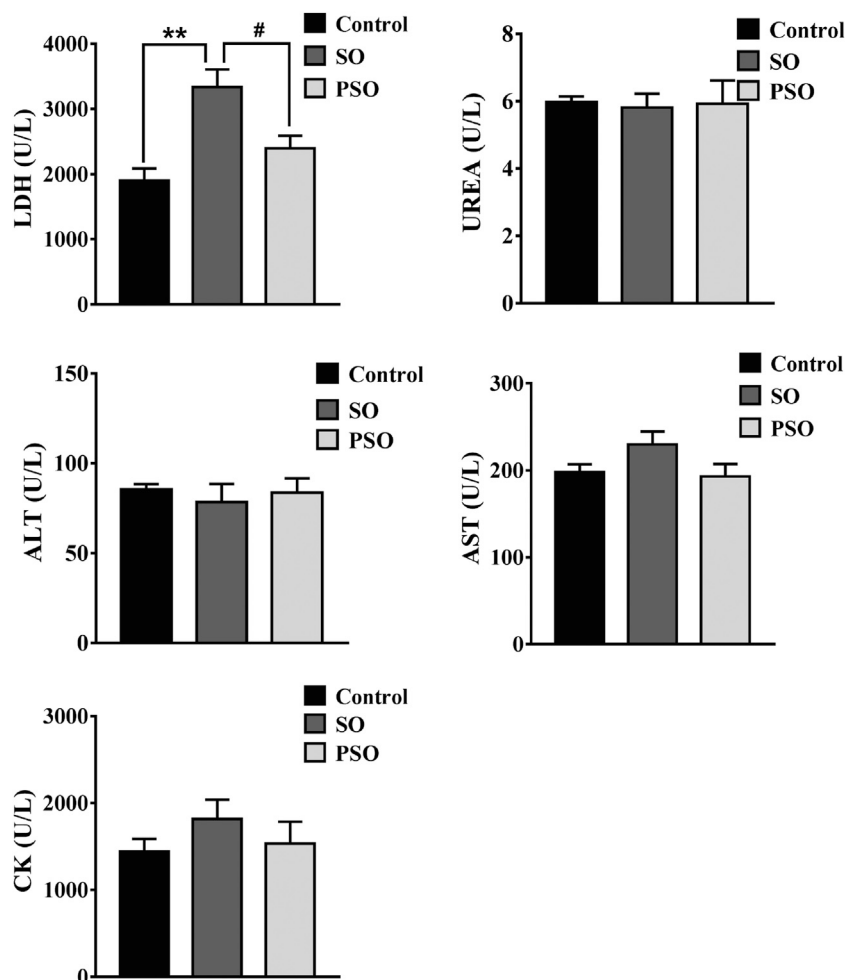 Control
SO
PSO
**
#
4000
3000
2000
1000
0
LDH (U/L)
Control
SO
PSO
8
6
4
2
0
UREA (U/L)
Control
SO
PSO
150
100
50
0
ALT (U/L)
Control
SO
PSO
300
200
100
0
AST (U/L)
Control
SO
PSO
3000
2000
1000
0
CK (U/L)